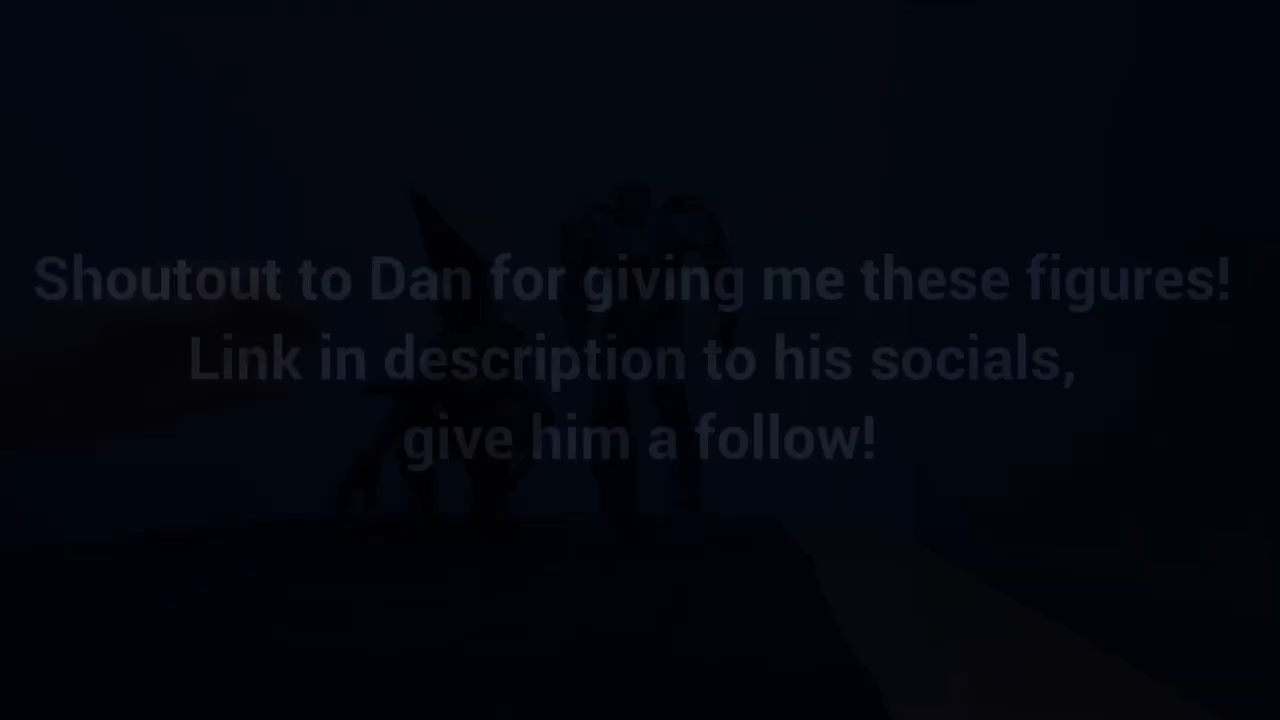 Shoutout to Dan for giving me these figures!
Link in description to his socials,
give him a follow!